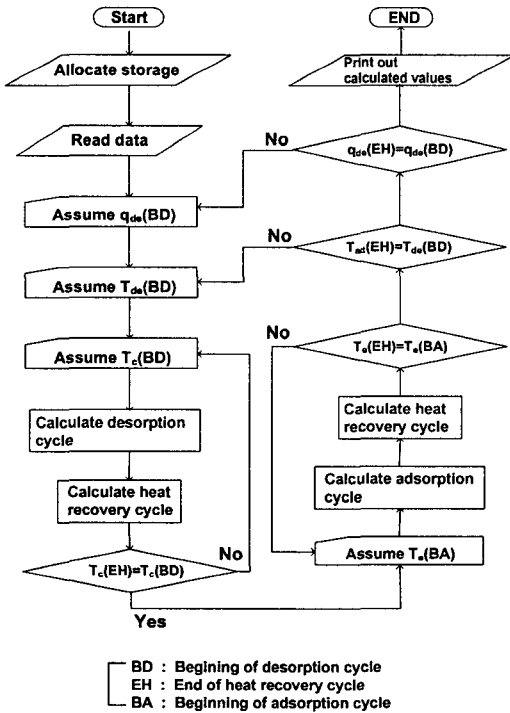 Start
Allocate storage
Read data
Assume qde(BD)
Assume Tde(BD)
Assume Tc(BD)
Calculate desorption
cycle
Calculate heat
recovery cycle
Tc(EH)=Tc(BD)
No
Yes
Assume Te(BA)
Calculate adsorption
cycle
Calculate heat
recovery cycle
Te(EH)=Te(BA)
No
Tad(EH)=Tde(BD)
No
qde(EH)=qde(BD)
No
Print out
calculated values
END
BD : Begining of desorption cycle
EH : End of heat recovery cycle
BA : Beginning of adsorption cycle